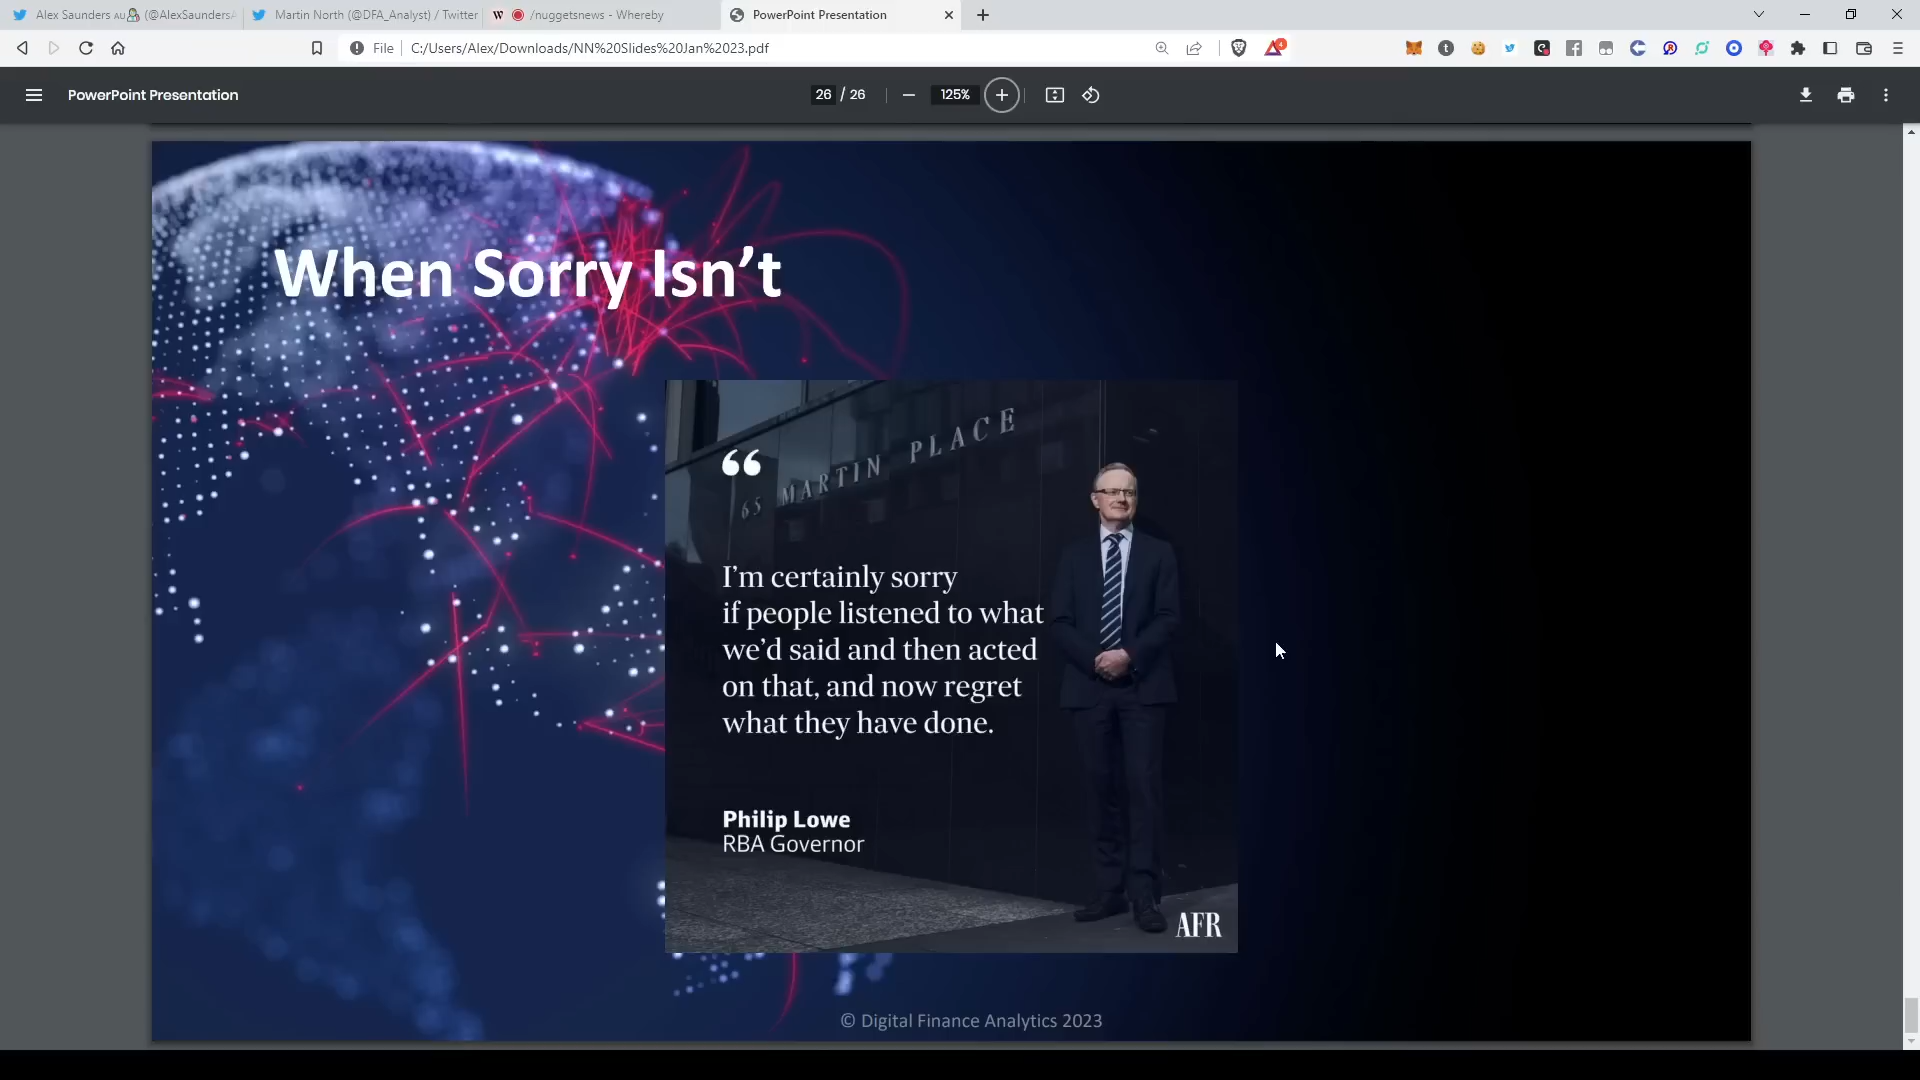 Alex Saunders AU (@AlexSaunders
Martin North (@DFA_Analyst) / Twitter
/nuggetsnews - Whereby
PowerPoint Presentation
File
C:/Users/Alex/Downloads/NN%20Slides%20Jan%2023.pdf
4
PowerPoint Presentation
26 / 26
125%
When Sorry Isn’t
65 MARTIN PLACE
“
I’m certainly sorry
if people listened to what
we’d said and then acted
on that, and now regret
what they have done.
Philip Lowe
RBA Governor
AFR
© Digital Finance Analytics 2023